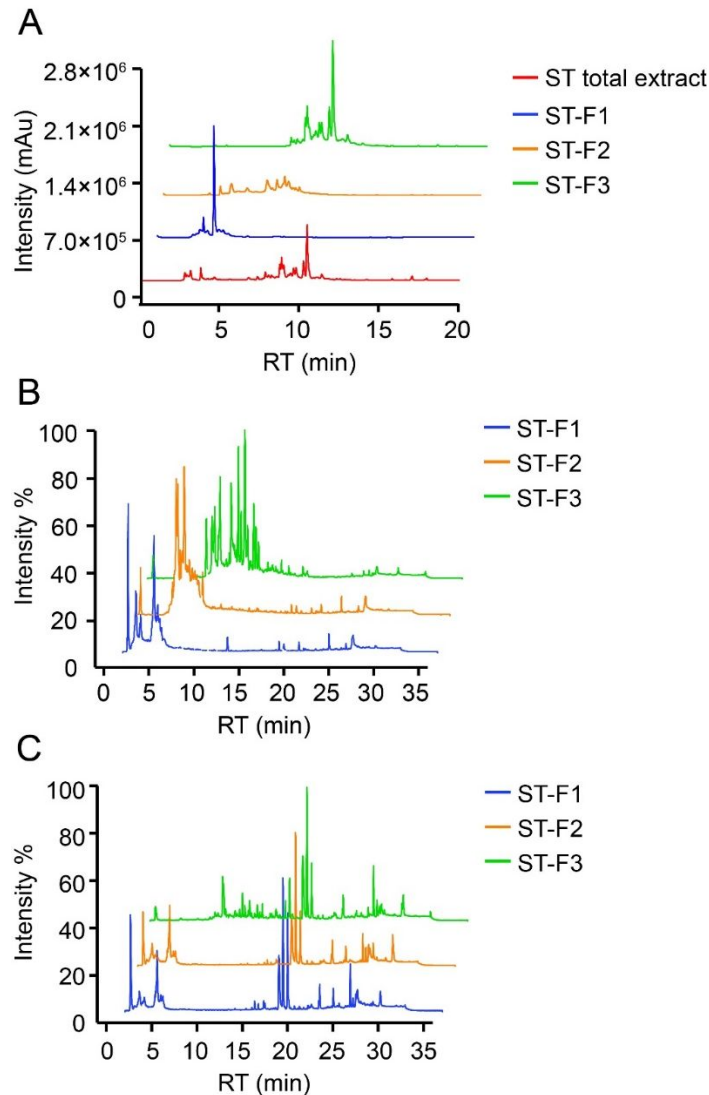 A
Intensity (mAu)
2.8×10⁶
2.1×10⁶
1.4×10⁶
7.0×10⁵
0
0 5 10 15 20
RT (min)
ST total extract
ST-F1
ST-F2
ST-F3
B
Intensity %
100
80
60
40
20
0
0 5 10 15 20 25 30 35
RT (min)
ST-F1
ST-F2
ST-F3
C
Intensity %
100
80
60
40
20
0
0 5 10 15 20 25 30 35
RT (min)
ST-F1
ST-F2
ST-F3